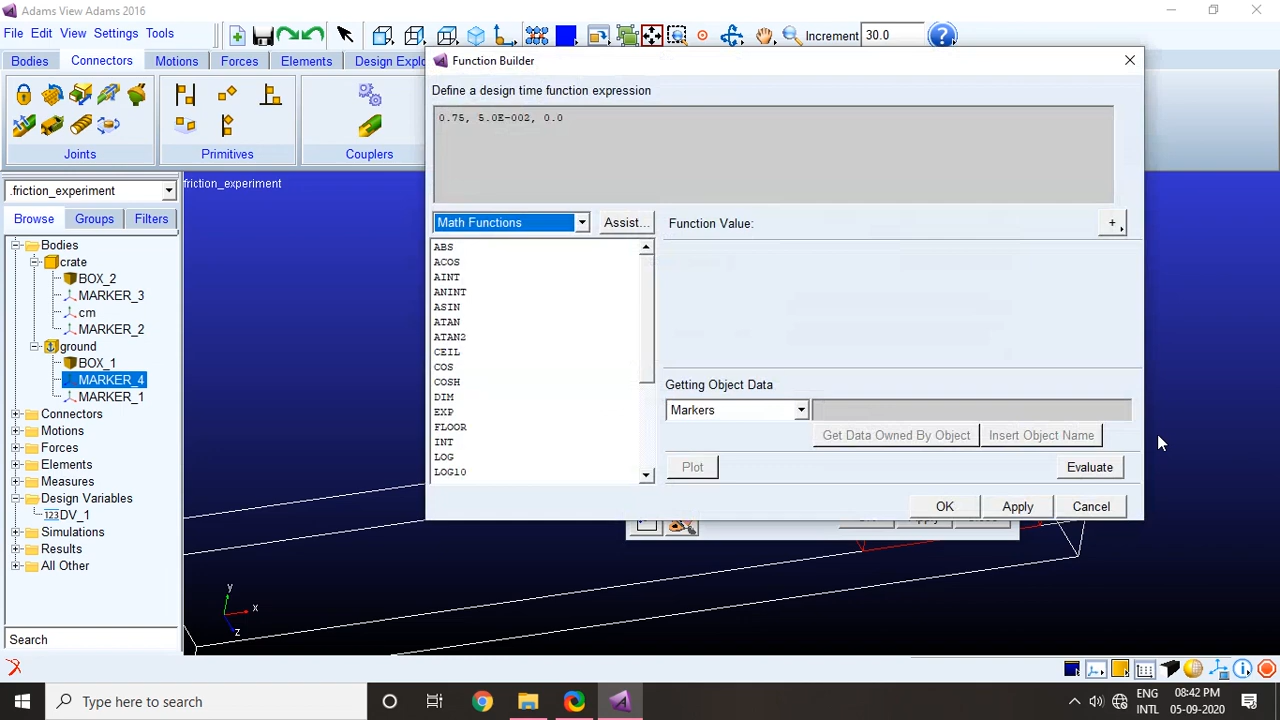 Adams View Adams 2016
File Edit View Settings Tools
Increment 30.0
Bodies Connectors Motions Forces Elements Design Explo
Joints Primitives Couplers
.friction_experiment
Browse Groups Filters
Bodies
crate
BOX_2
MARKER_3
cm
MARKER_2
ground
BOX_1
MARKER_4
MARKER_1
Connectors
Motions
Forces
Elements
Measures
Design Variables
DV_1
Simulations
Results
All Other
Search
friction_experiment
Function Builder
Define a design time function expression
0.75, 5.0E-002, 0.0
Math Functions Assist... Function Value: +
ABS
ACOS
AINT
ANINT
ASIN
ATAN
ATAN2
CEIL
COS
COSH
DIM
EXP
FLOOR
INT
LOG
LOG10
Getting Object Data
Markers
Get Data Owned By Object Insert Object Name
Plot Evaluate
OK Apply Cancel
y
x
z
Type here to search
ENG
INTL
08:42 PM
05-09-2020